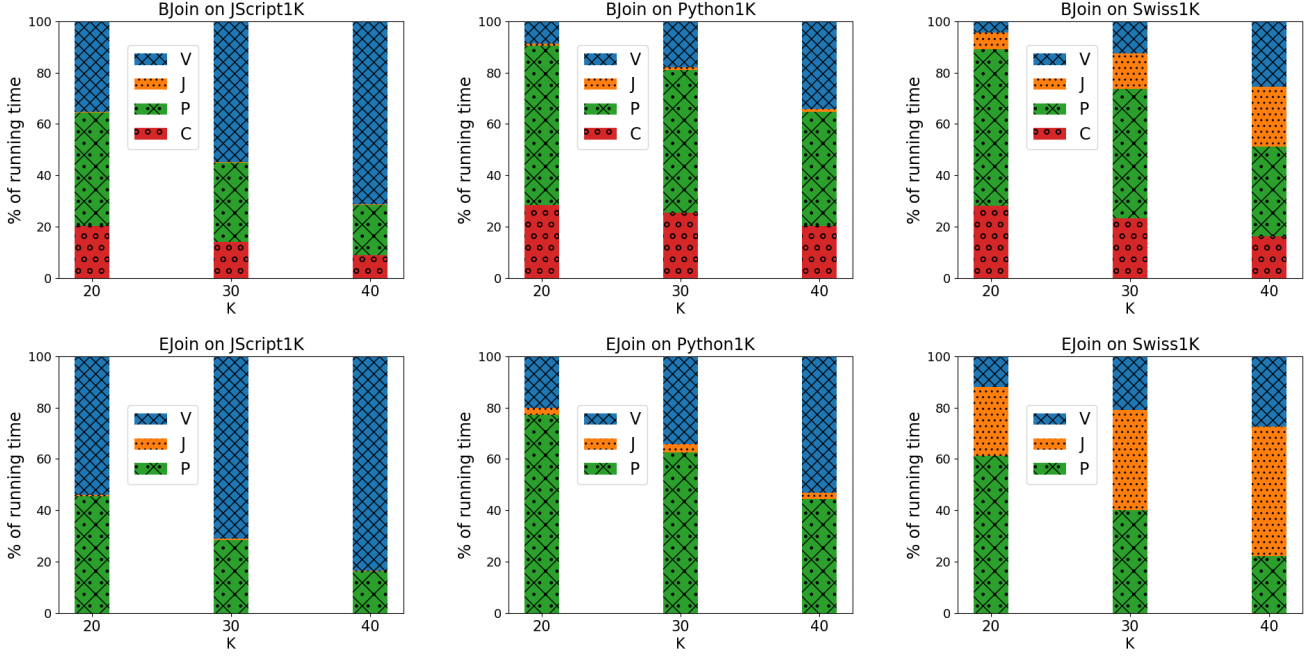 BJoin on JScript1K
% of running time
100
80
60
40
20
0
V
J
P
C
20
30
40
K
BJoin on Python1K
% of running time
100
80
60
40
20
0
V
J
P
C
20
30
40
K
BJoin on Swiss1K
% of running time
100
80
60
40
20
0
V
J
P
C
20
30
40
K
EJoin on JScript1K
% of running time
100
80
60
40
20
0
V
J
P
20
30
40
K
EJoin on Python1K
% of running time
100
80
60
40
20
0
V
J
P
20
30
40
K
EJoin on Swiss1K
% of running time
100
80
60
40
20
0
V
J
P
20
30
40
K